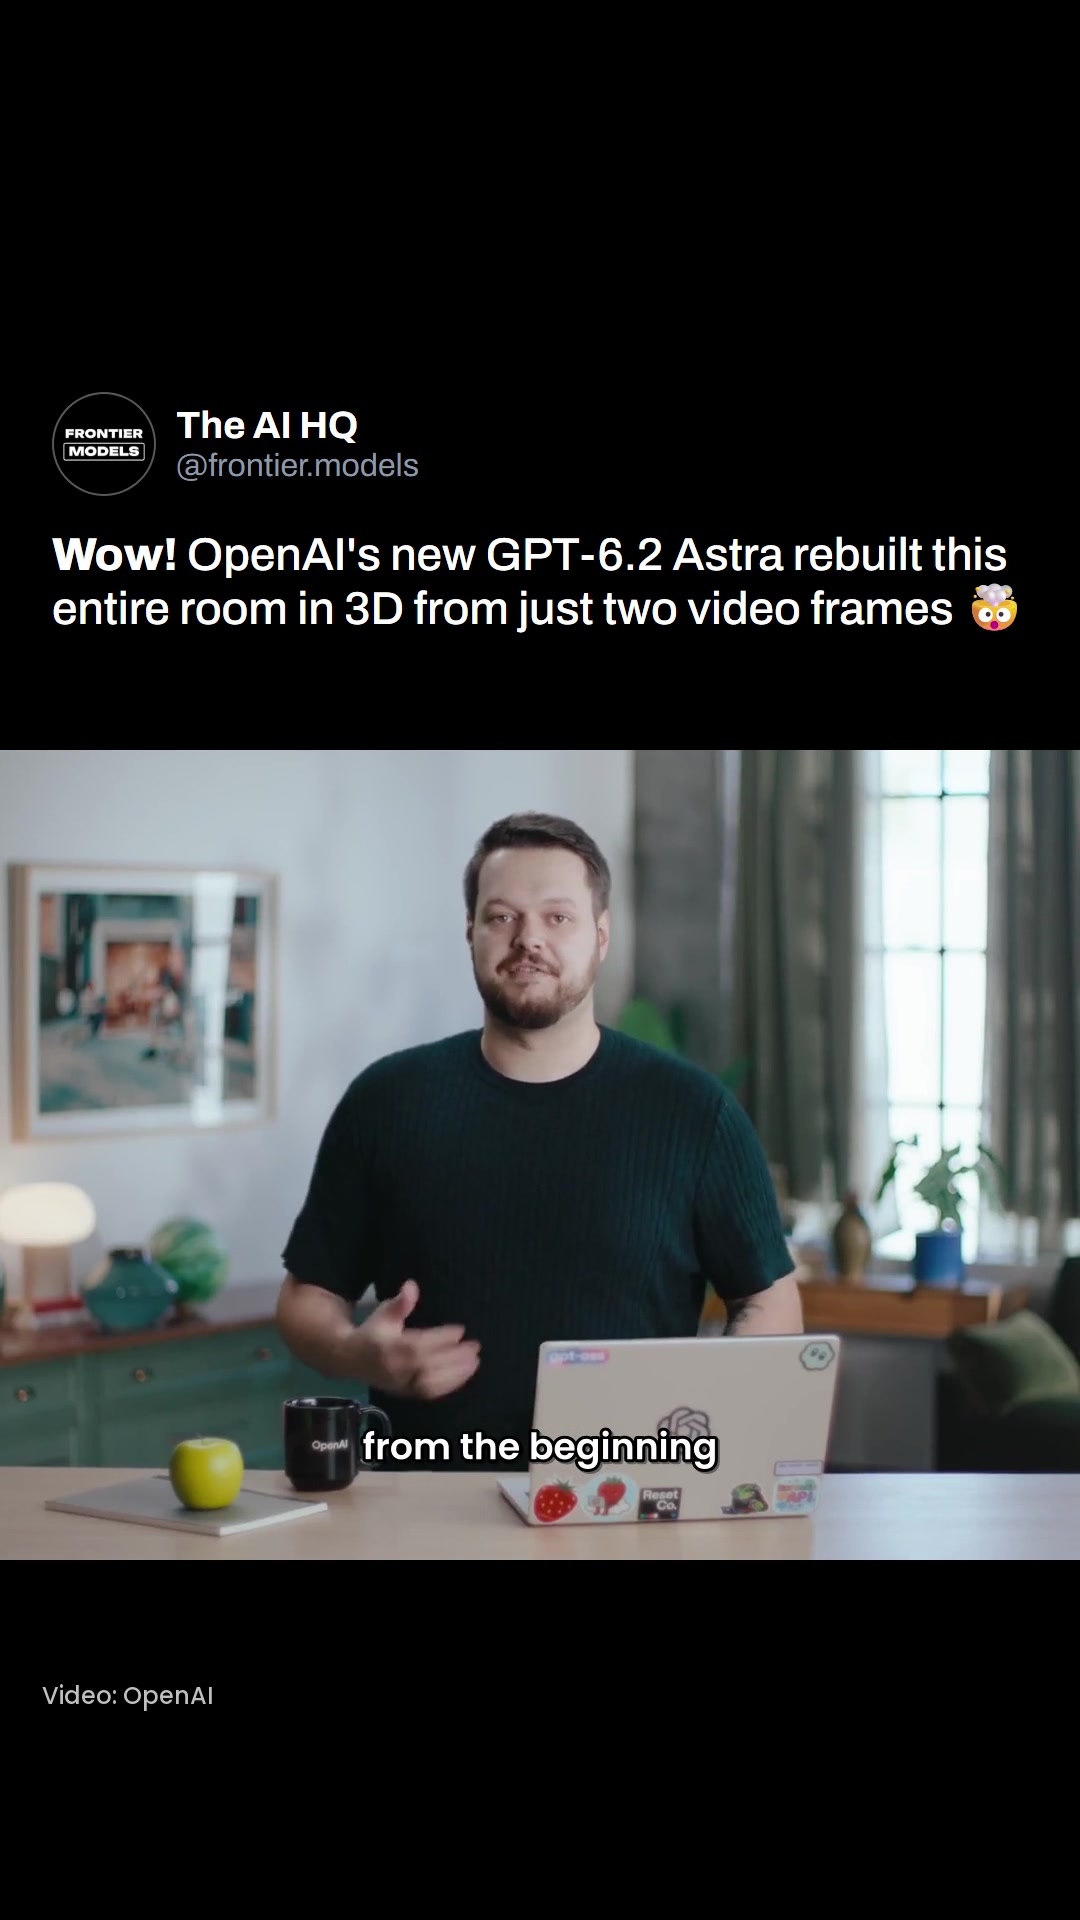 FRONTIER
MODELS
The AI HQ
@frontier.models
Wow! OpenAI's new GPT-6.2 Astra rebuilt this
entire room in 3D from just two video frames 🤯
gpt-oss
OpenAI
from the beginning
Reset
Co.
API
Video: OpenAI